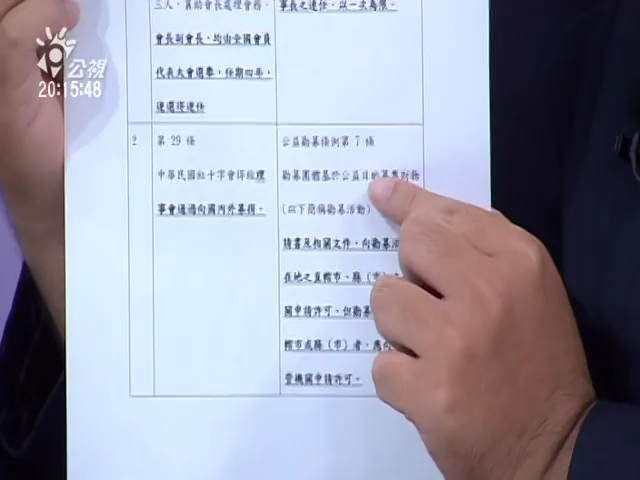 公視
20:15:48
三人，買助會長處理會務。
會長副會長，均由全國會員
代表大會選舉，任期四年，
連選得連任
事長之連任，以一次為限。
2
第 29 條
中華民國紅十字會得經理
事會通過向國內外募捐。
公益勸募條例第 7 條
勸募團體基於公益目的募集財物
(以下簡稱勸募活動)
請書及相關文件，向勸募活
在地之直轄市、縣（市）
關申請許可。但勸募
轄市或縣（市）者，應向
管機關申請許可。